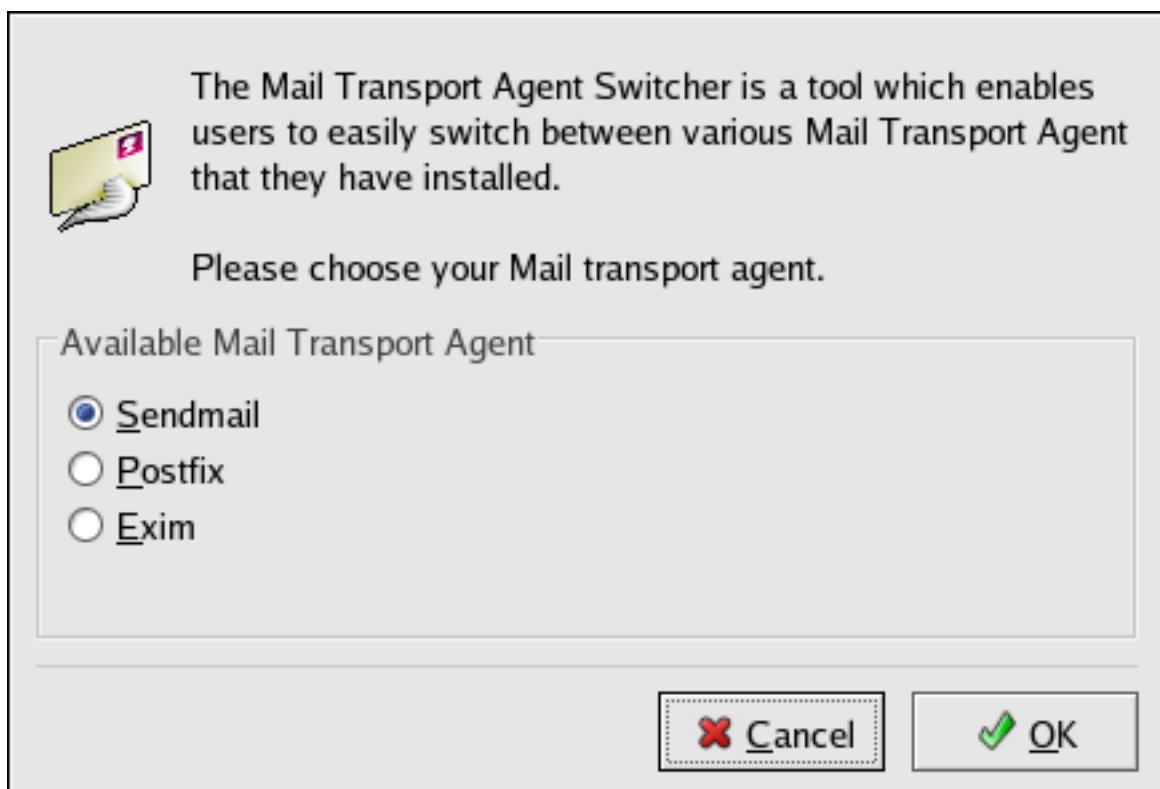 The Mail Transport Agent Switcher is a tool which enables
users to easily switch between various Mail Transport Agent
that they have installed.
Please choose your Mail transport agent.
Available Mail Transport Agent
Sendmail
Postfix
Exim
Cancel
OK